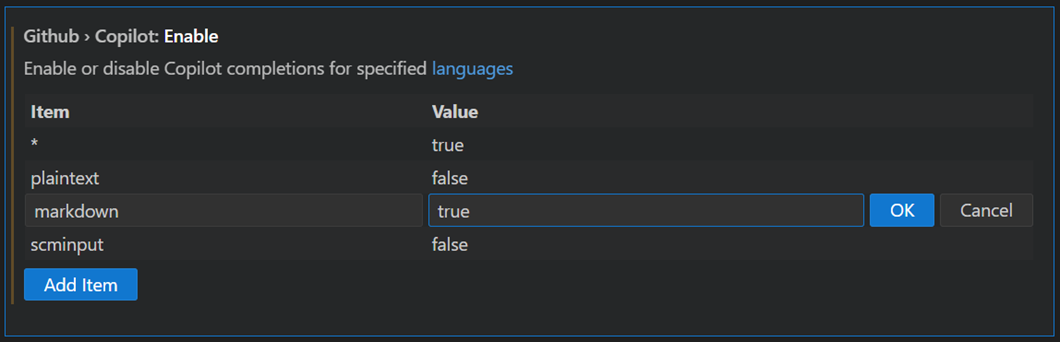 Github › Copilot: Enable
Enable or disable Copilot completions for specified languages
Item Value
* true
plaintext false
markdown true OK Cancel
scminput false
Add Item